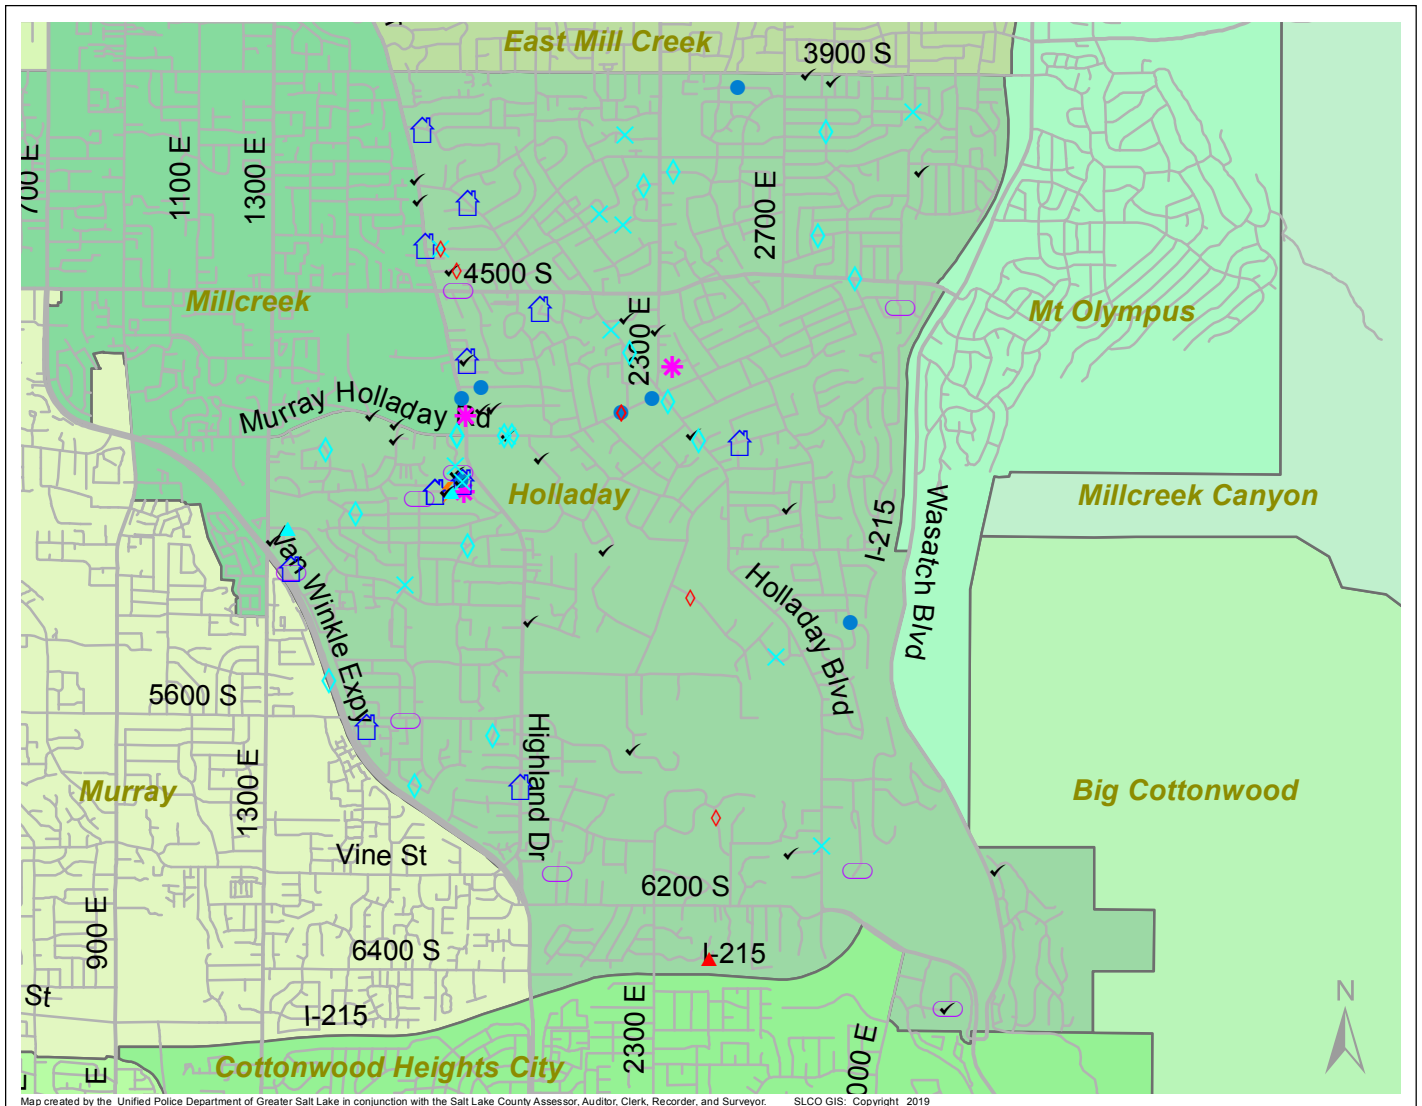 East Mill Creek
3900 S
700 E
1100 E
1300 E
2700 E
4500 S
Millcreek
Mt Olympus
2300 E
Murray Holladay Rd
Holladay
Millcreek Canyon
I-215
Wasatch Blvd
Van Winkle Expy
Holladay Blvd
5600 S
Highland Dr
1300 E
Murray
Big Cottonwood
Vine St
6200 S
900 E
6400 S
I-215
St
I-215
2300 E
N
000 E
Cottonwood Heights City
E
E
Map created by the Unified Police Department of Greater Salt Lake in conjunction with the Salt Lake County Assessor, Auditor, Clerk, Recorder, and Surveyor. SLCO GIS: Copyright 2019